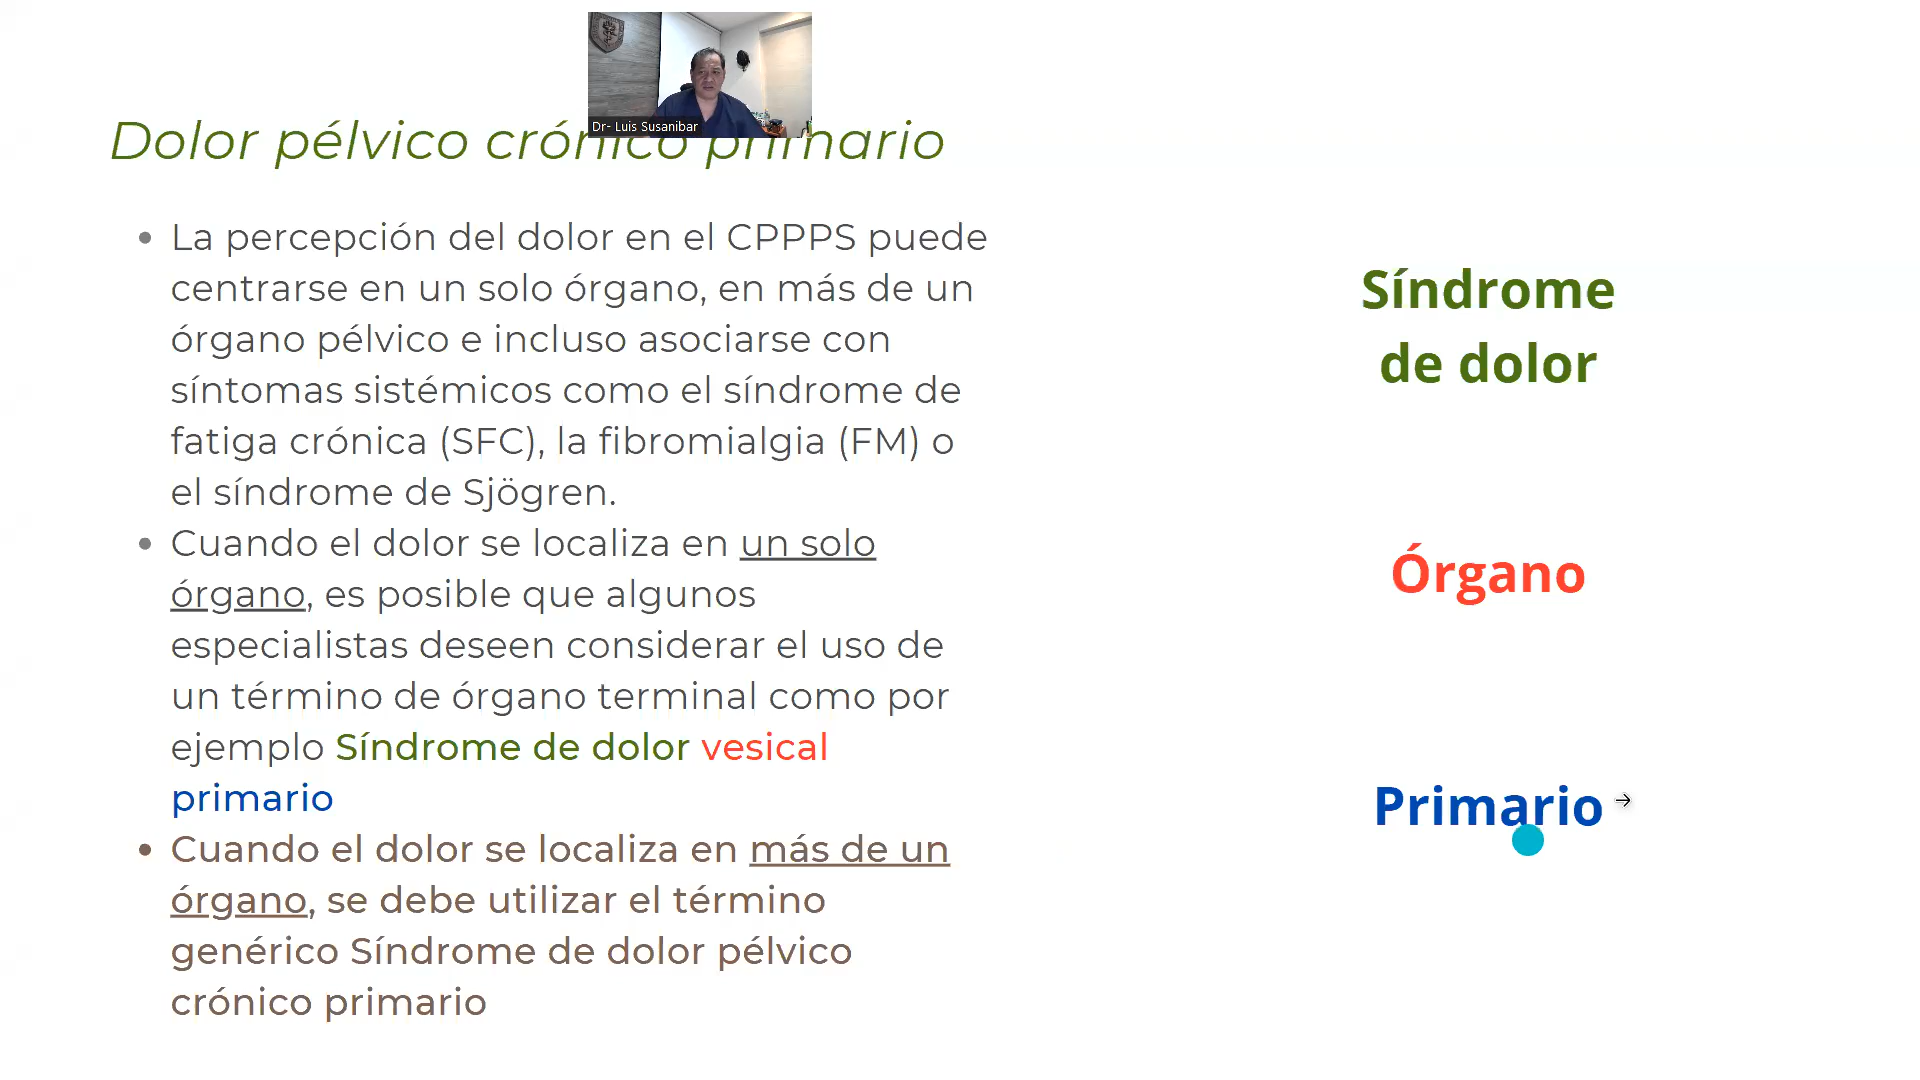 Dr- Luis Susanibar
Dolor pélvico crónico primario
• La percepción del dolor en el CPPPS puede
centrarse en un solo órgano, en más de un
órgano pélvico e incluso asociarse con
síntomas sistémicos como el síndrome de
fatiga crónica (SFC), la fibromialgia (FM) o
el síndrome de Sjögren.
• Cuando el dolor se localiza en un solo
órgano, es posible que algunos
especialistas deseen considerar el uso de
un término de órgano terminal como por
ejemplo Síndrome de dolor vesical
primario
• Cuando el dolor se localiza en más de un
órgano, se debe utilizar el término
genérico Síndrome de dolor pélvico
crónico primario
Síndrome
de dolor
Órgano
Primario